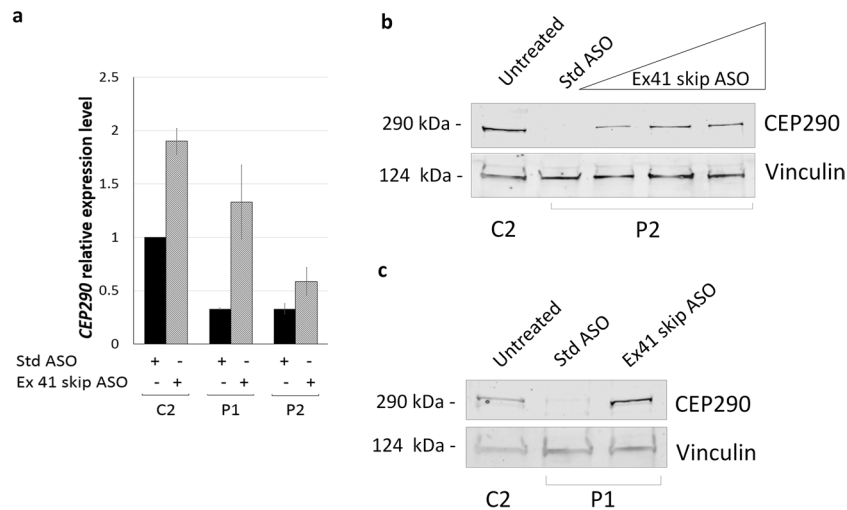 a
CEP290 relative expression level
2.5
2
1.5
1
0.5
0
Std ASO + - + - + -
Ex 41 skip ASO - + - + - +
C2 P1 P2
b
Untreated
Std ASO
Ex41 skip ASO
290 kDa - CEP290
124 kDa - Vinculin
C2 P2
c
Untreated
Std ASO
Ex41 skip ASO
290 kDa - CEP290
124 kDa - Vinculin
C2 P1